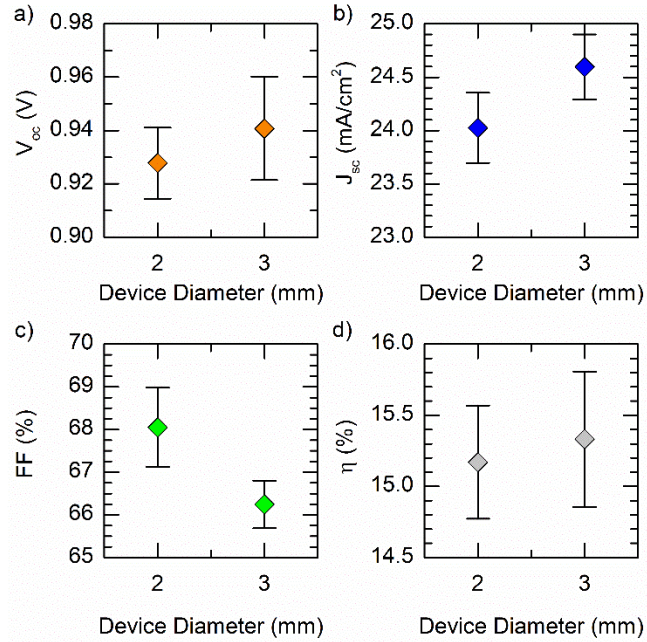 a)
0.98
0.96
0.94
0.92
0.90
V_oc (V)
2
3
Device Diameter (mm)
b)
25.0
24.5
24.0
23.5
23.0
J_sc (mA/cm²)
2
3
Device Diameter (mm)
c)
70
69
68
67
66
65
FF (%)
2
3
Device Diameter (mm)
d)
16.0
15.5
15.0
14.5
η (%)
2
3
Device Diameter (mm)